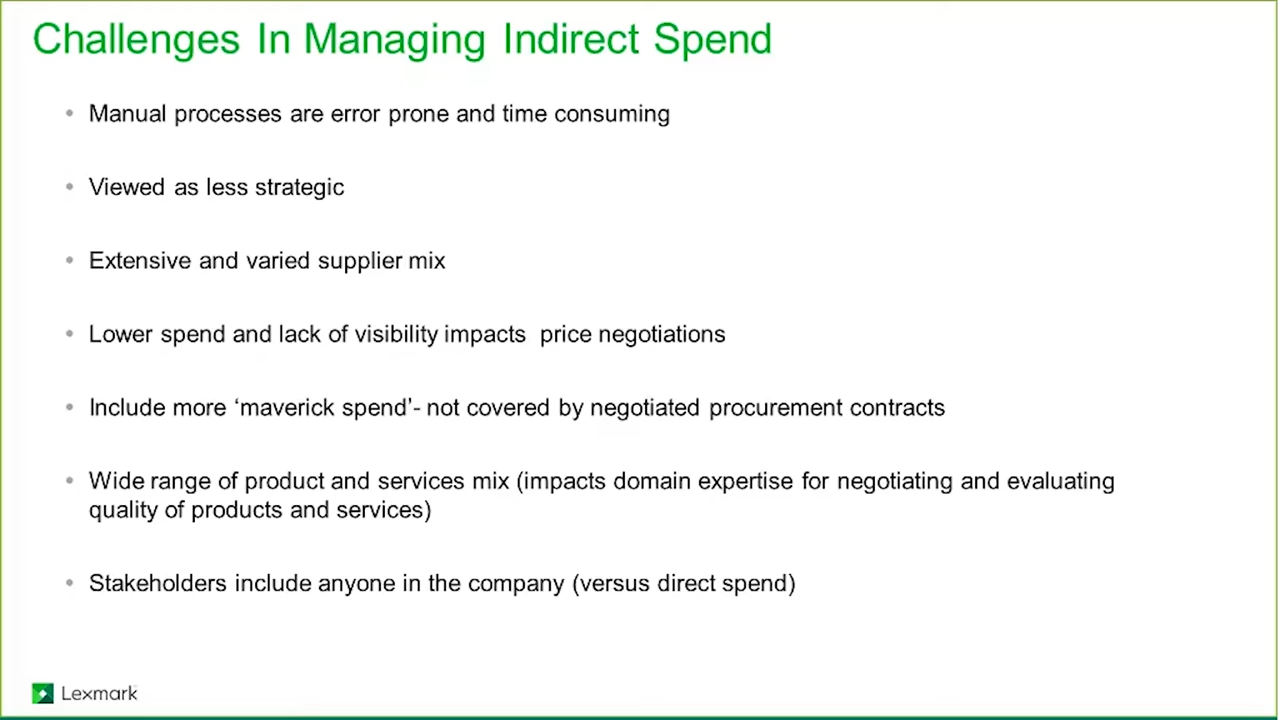 Challenges In Managing Indirect Spend
• Manual processes are error prone and time consuming
• Viewed as less strategic
• Extensive and varied supplier mix
• Lower spend and lack of visibility impacts  price negotiations
• Include more ‘maverick spend’- not covered by negotiated procurement contracts
• Wide range of product and services mix (impacts domain expertise for negotiating and evaluating
quality of products and services)
• Stakeholders include anyone in the company (versus direct spend)
Lexmark